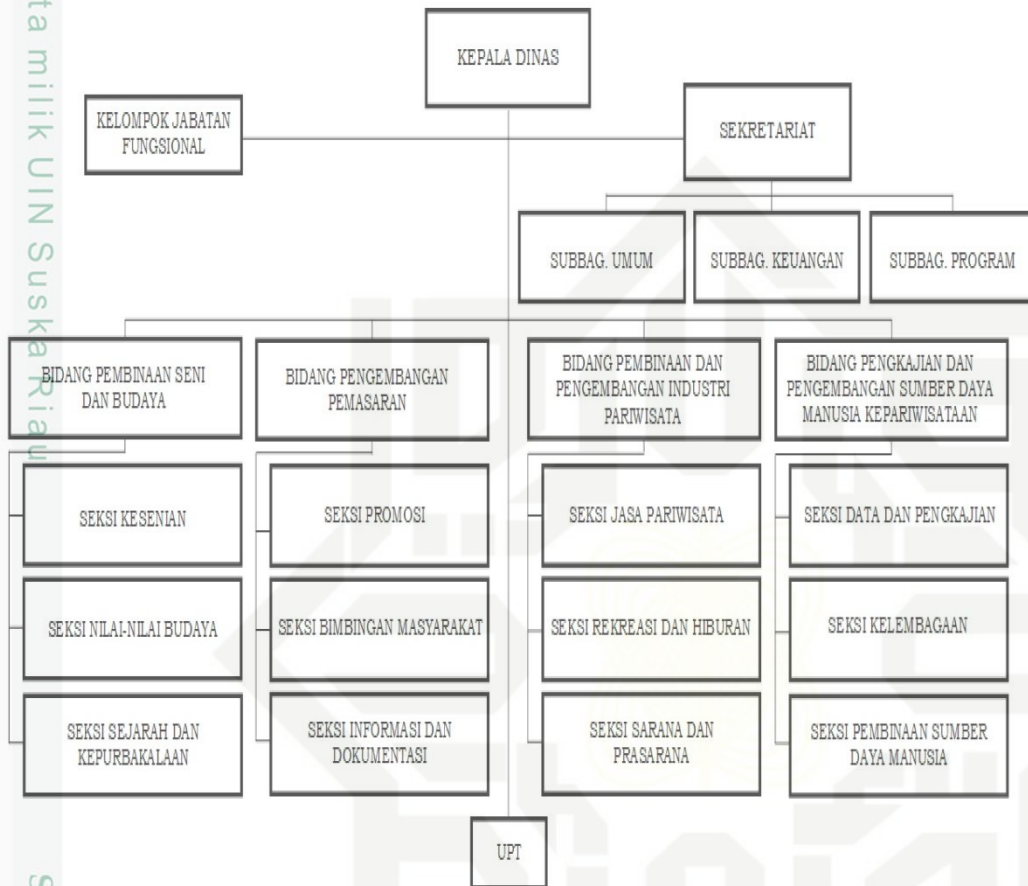 KEPALA DINAS
KELOMPOK JABATAN
FUNGSIONAL
SEKRETARIAT
SUBBAG. UMUM
SUBBAG. KEUANGAN
SUBBAG. PROGRAM
BIDANG PEMBINAAN SENI
DAN BUDAYA
BIDANG PENGEMBANGAN
PEMASARAN
BIDANG PEMBINAAN DAN
PENGEMBANGAN INDUSTRI
PARIWISATA
BIDANG PENGKAJIAN DAN
PENGEMBANGAN SUMBER DAYA
MANUSIA KEPARIWISATAAN
SEKSI KESENIAN
SEKSI PROMOSI
SEKSI JASA PARIWISATA
SEKSI DATA DAN PENGKAJIAN
SEKSI NILAI-NILAI BUDAYA
SEKSI BIMBINGAN MASYARAKAT
SEKSI REKREASI DAN HIBURAN
SEKSI KELEMBAGAAN
SEKSI SEJARAH DAN
KEPURBAKALAAN
SEKSI INFORMASI DAN
DOKUMENTASI
SEKSI SARANA DAN
PRASARANA
SEKSI PEMBINAAN SUMBER
DAYA MANUSIA
UPT
milik UIN Suska Riau